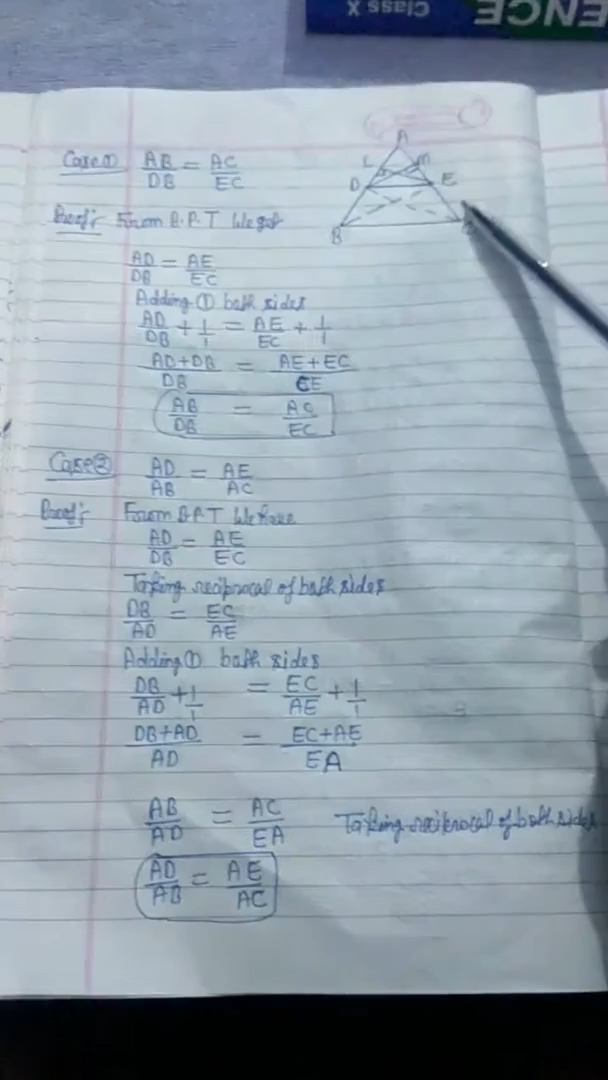 ENCE
Class X
Case① AB/DB = AC/EC
A
L M
D E
B
Proof:- From B.P.T We get
AD/DB = AE/EC
Adding ① both sides
AD/DB + 1/1 = AE/EC + 1/1
AD+DB/DB = AE+EC/CE
AB/DB = AC/EC
Case② AD/AB = AE/AC
Proof:- From B.P.T We have
AD/DB = AE/EC
Taking reciprocal of both sides
DB/AD = EC/AE
Adding ① both sides
DB/AD + 1/1 = EC/AE + 1/1
DB+AD/AD = EC+AE/EA
AB/AD = AC/EA Taking reciprocal of both sides
AD/AB = AE/AC